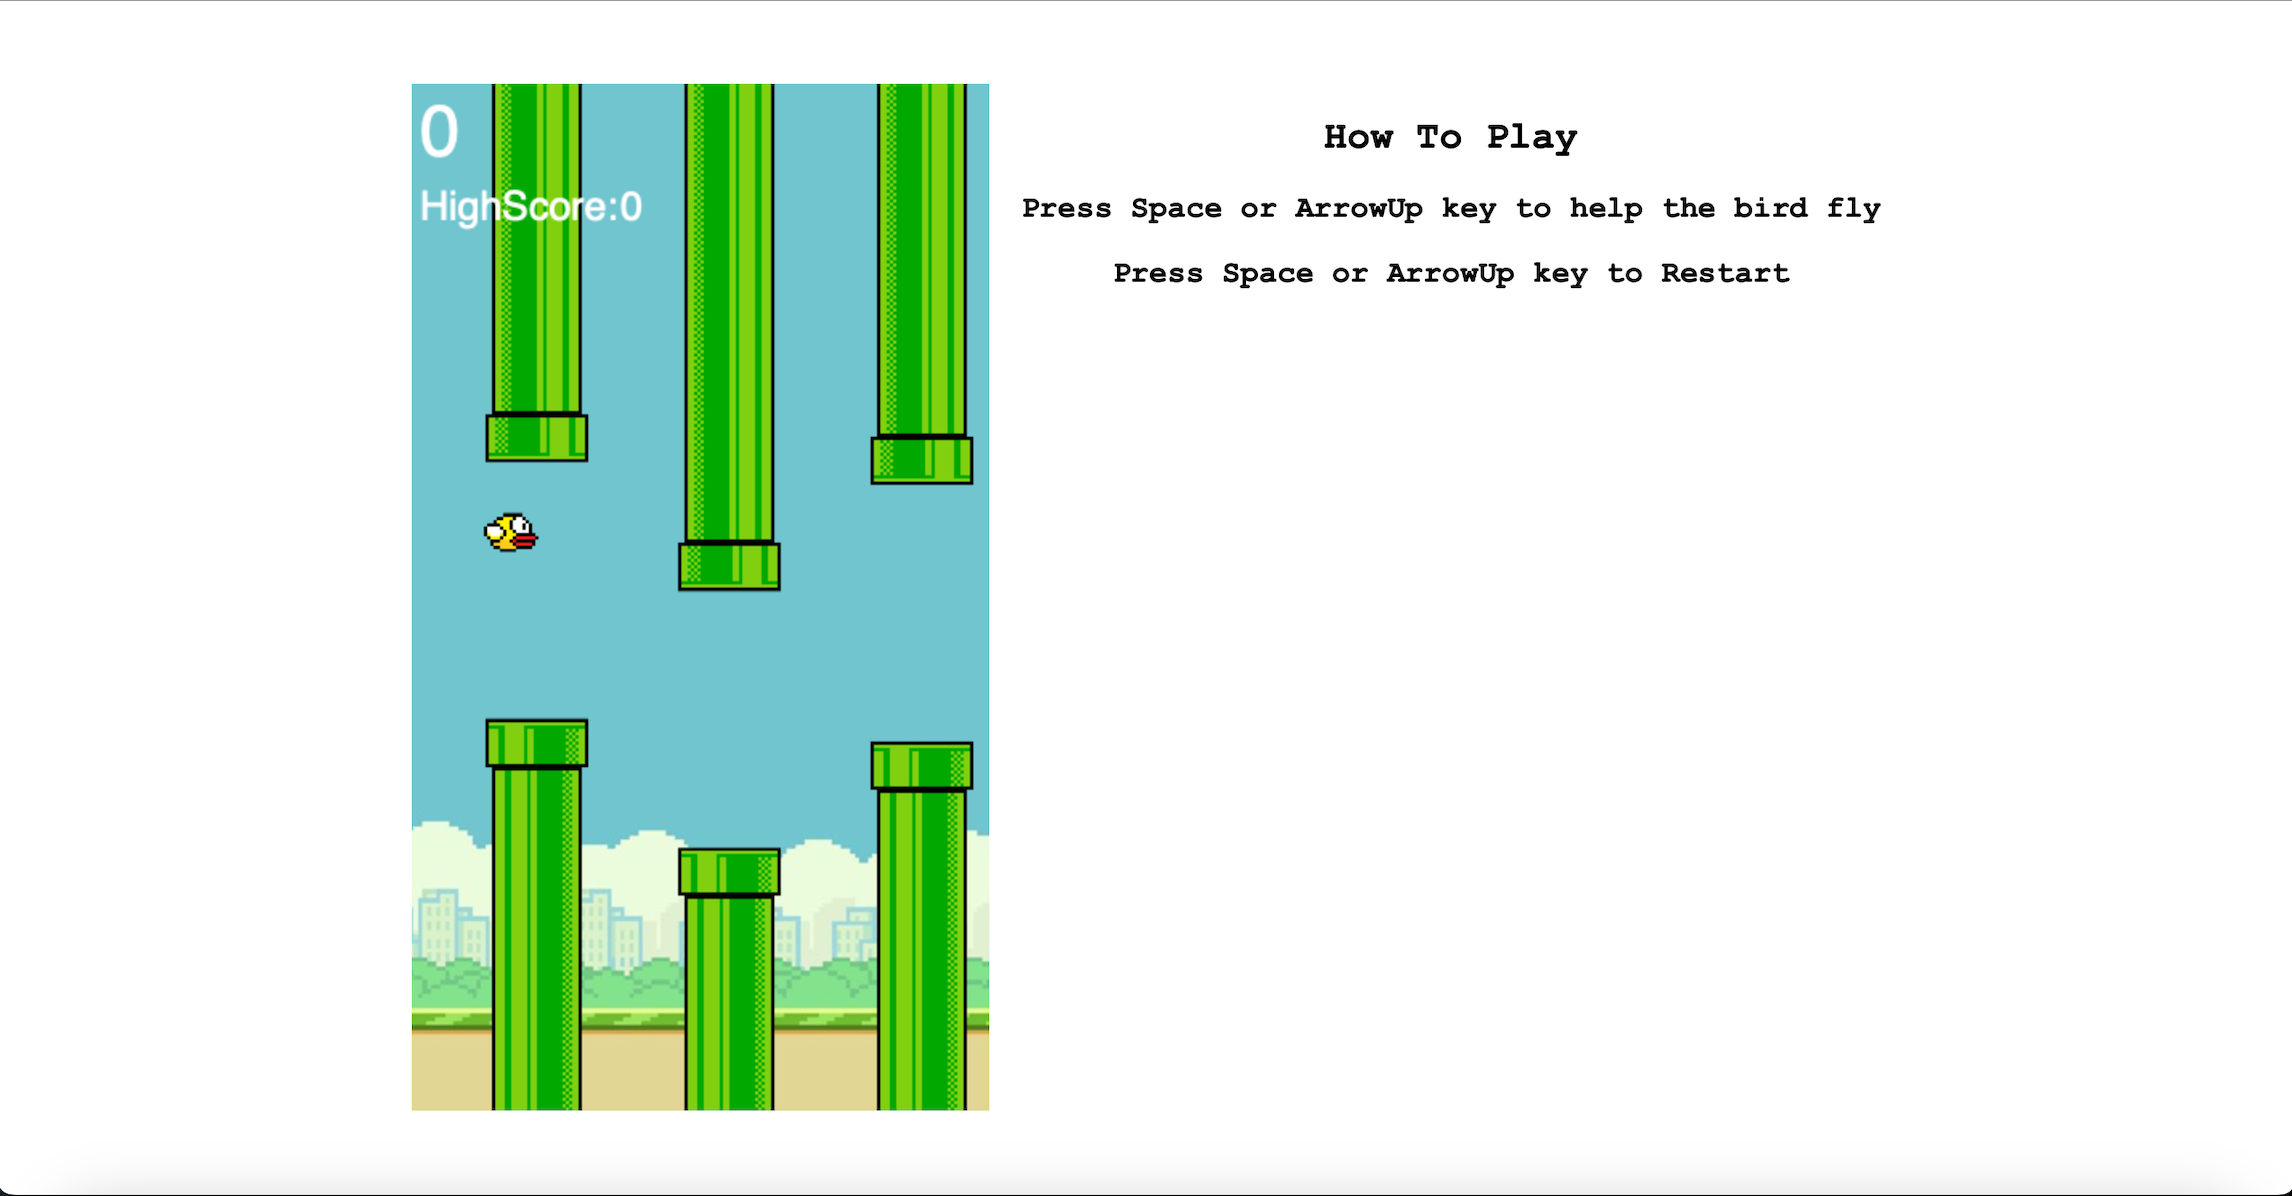 0
HighScore:0
How To Play
Press Space or ArrowUp key to help the bird fly
Press Space or ArrowUp key to Restart